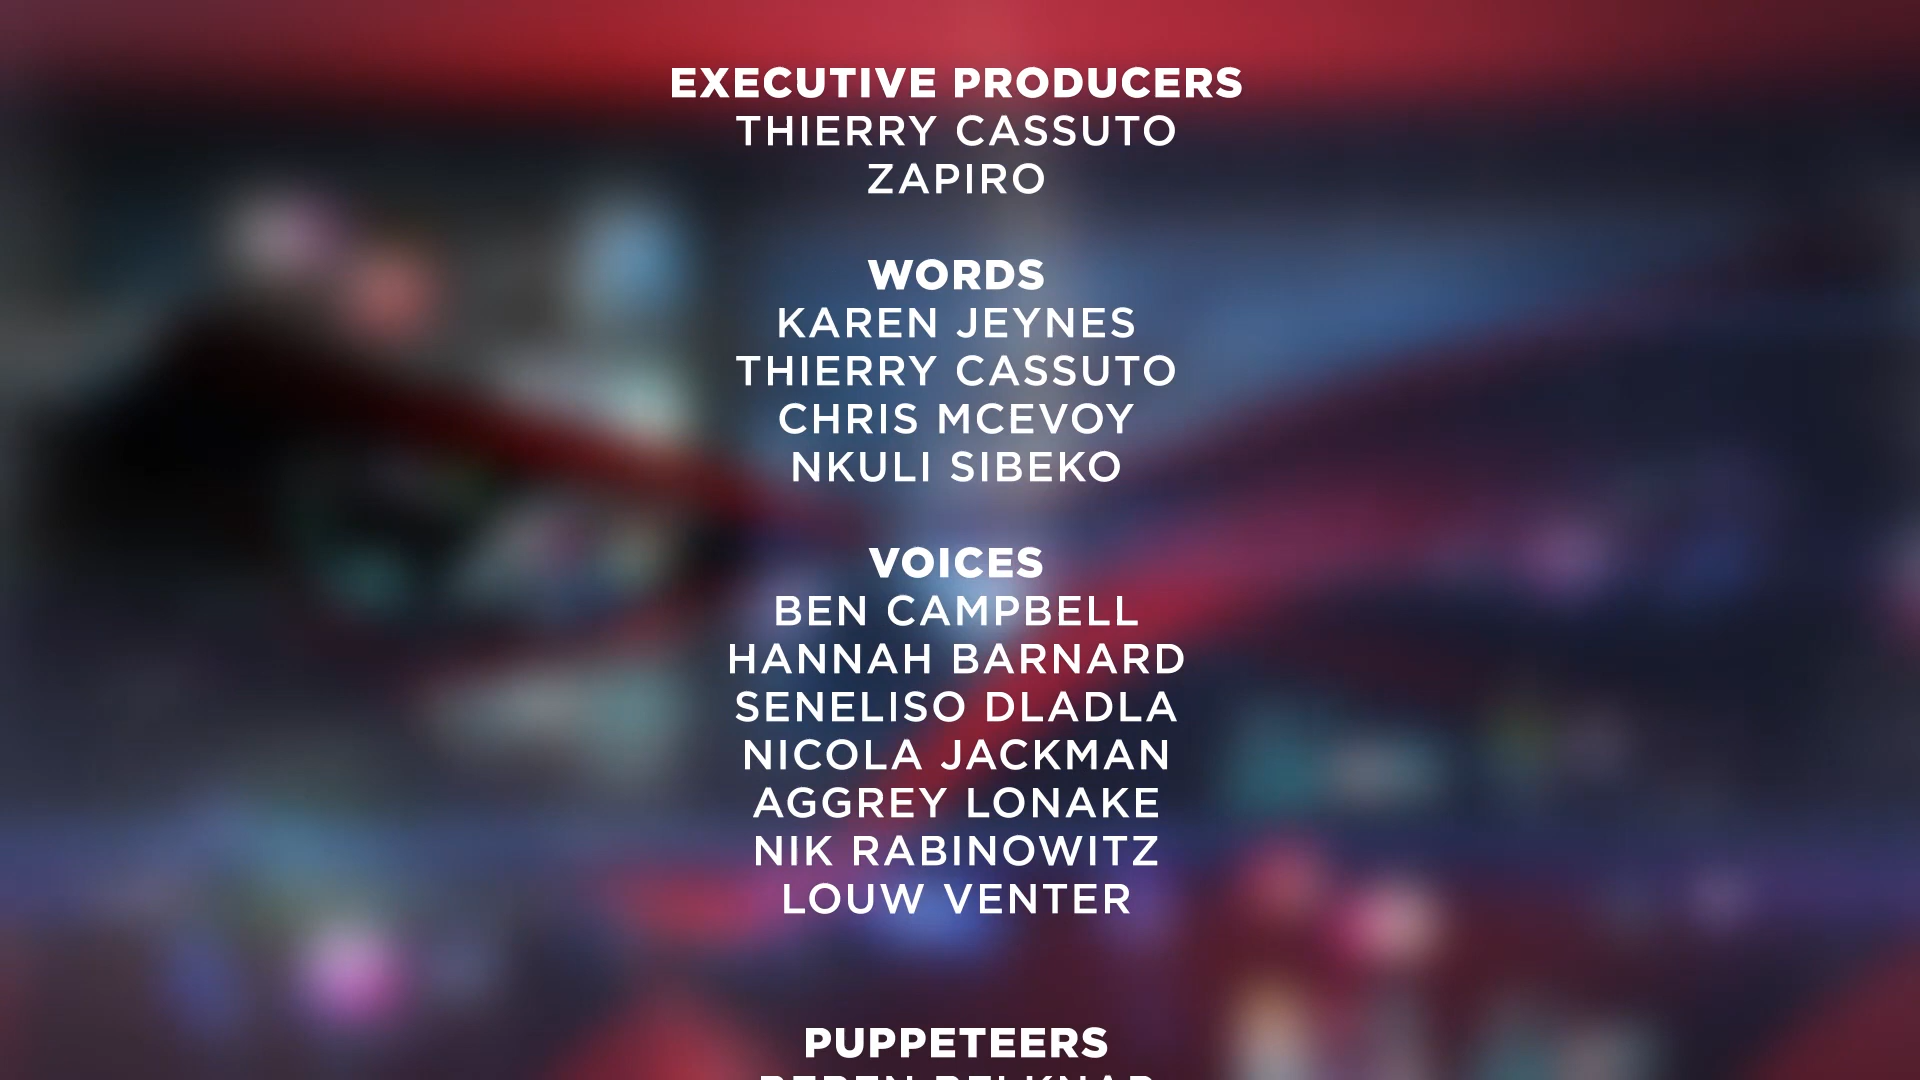 EXECUTIVE PRODUCERS
THIERRY CASSUTO
ZAPIRO
WORDS
KAREN JEYNES
THIERRY CASSUTO
CHRIS MCEVOY
NKULI SIBEKO
VOICES
BEN CAMPBELL
HANNAH BARNARD
SENELISO DLADLA
NICOLA JACKMAN
AGGREY LONAKE
NIK RABINOWITZ
LOUW VENTER
PUPPETEERS